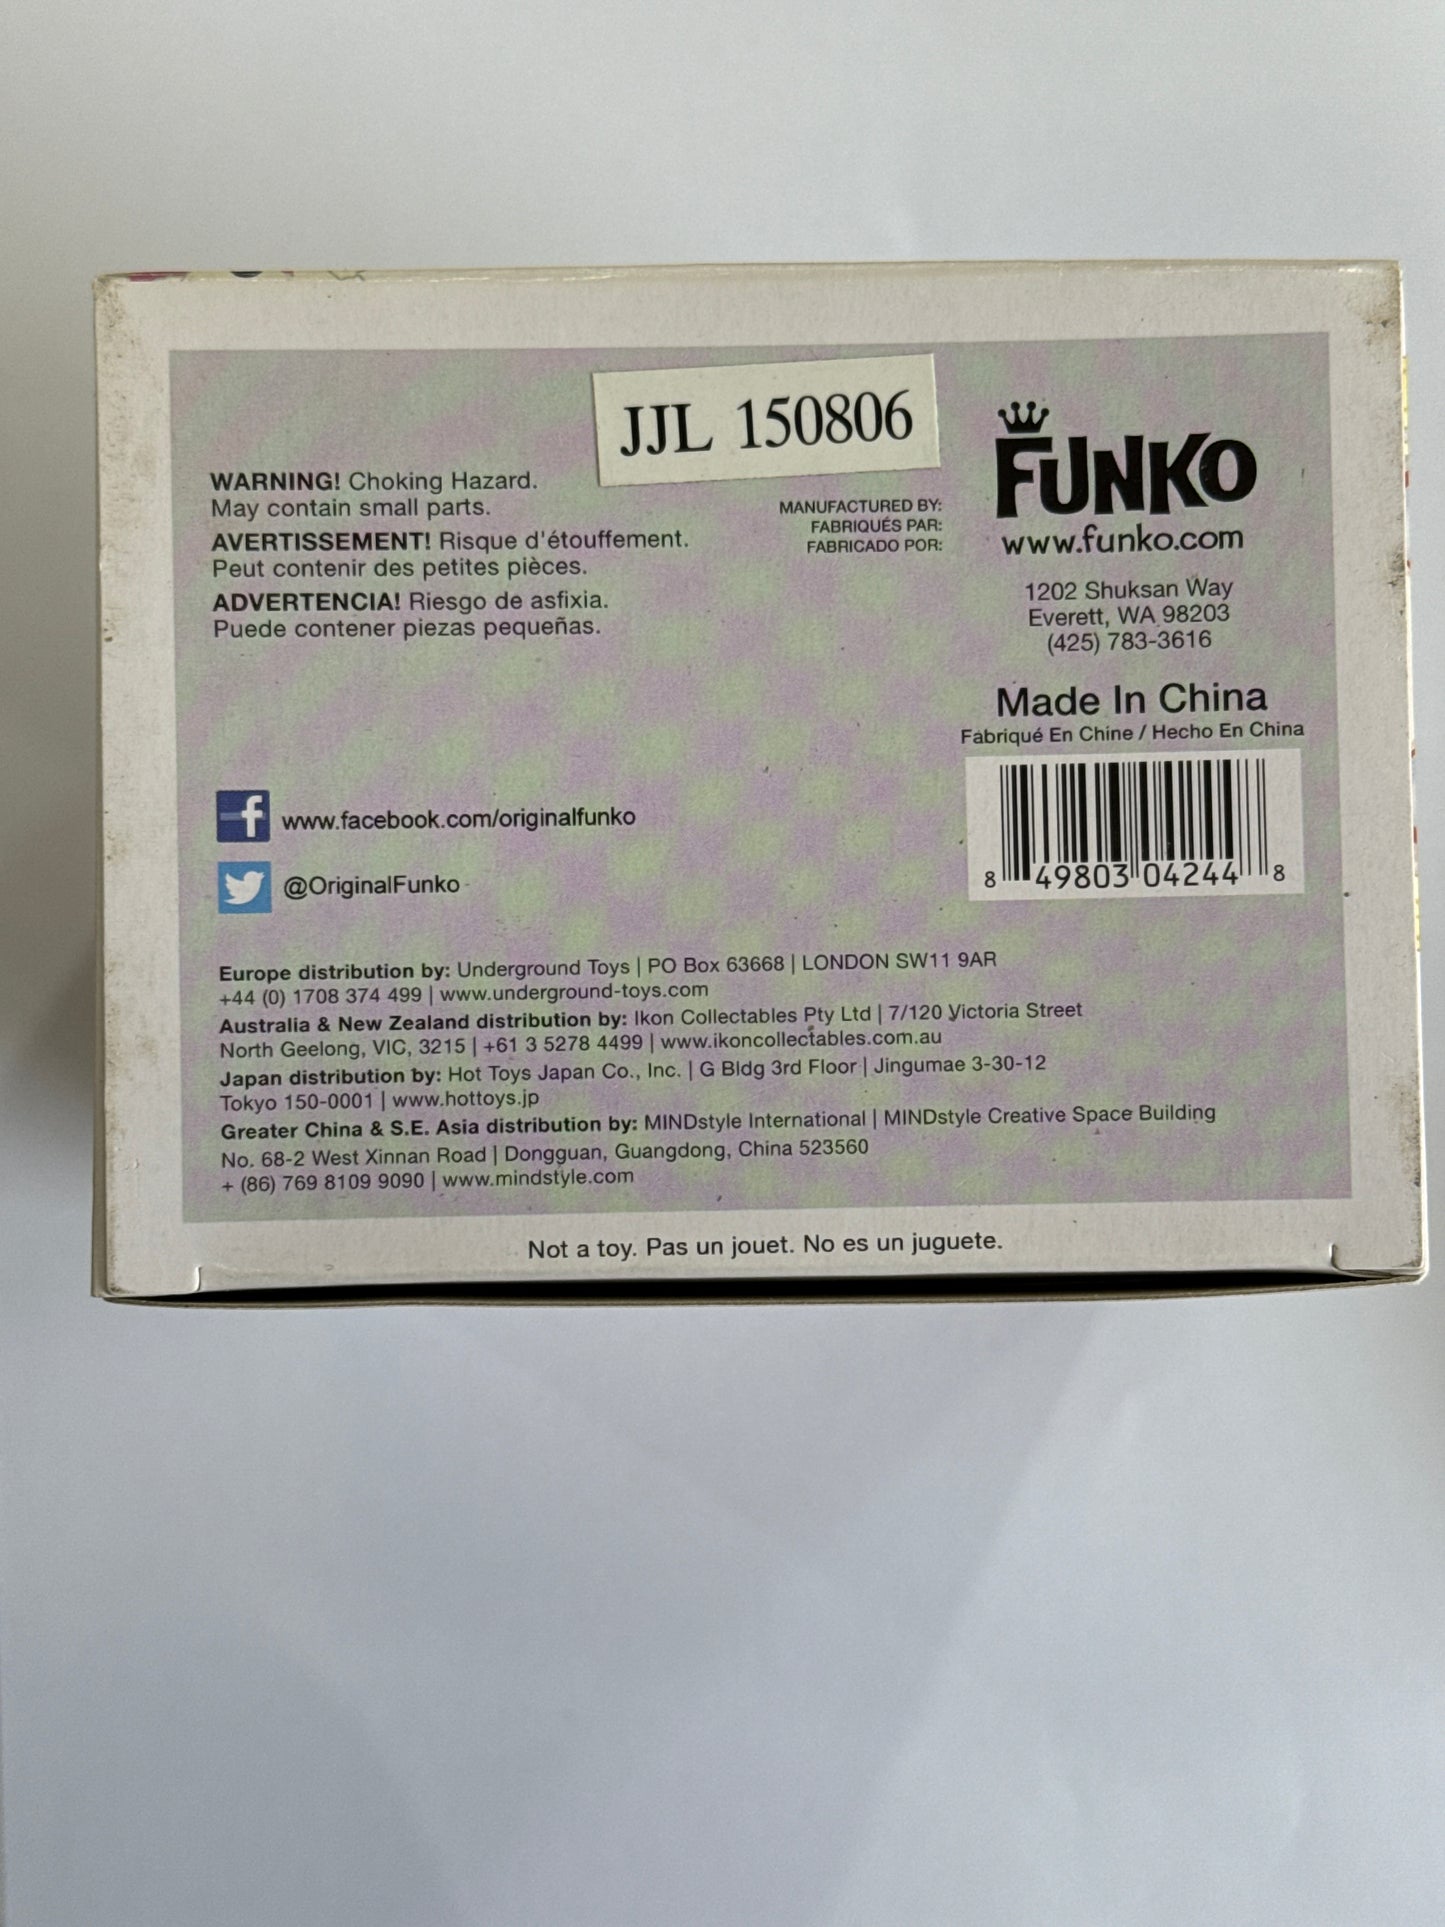 JJL 150806
WARNING! Choking Hazard.
May contain small parts.
AVERTISSEMENT! Risque d'étouffement.
Peut contenir des petites pièces.
ADVERTENCIA! Riesgo de asfixia.
Puede contener piezas pequeñas.
MANUFACTURED BY:
FABRIQUÉS PAR:
FABRICADO POR:
FUNKO
www.funko.com
1202 Shuksan Way
Everett, WA 98203
(425) 783-3616
Made In China
Fabriqué En Chine / Hecho En China
8 49803 04244 8
f www.facebook.com/originalfunko
@OriginalFunko
Europe distribution by: Underground Toys | PO Box 63668 | LONDON SW11 9AR
+44 (0) 1708 374 499 | www.underground-toys.com
Australia & New Zealand distribution by: Ikon Collectables Pty Ltd | 7/120 Victoria Street
North Geelong, VIC, 3215 | +61 3 5278 4499 | www.ikoncollectables.com.au
Japan distribution by: Hot Toys Japan Co., Inc. | G Bldg 3rd Floor | Jingumae 3-30-12
Tokyo 150-0001 | www.hottoys.jp
Greater China & S.E. Asia distribution by: MINDstyle International | MINDstyle Creative Space Building
No. 68-2 West Xinnan Road | Dongguan, Guangdong, China 523560
+ (86) 769 8109 9090 | www.mindstyle.com
Not a toy. Pas un jouet. No es un juguete.